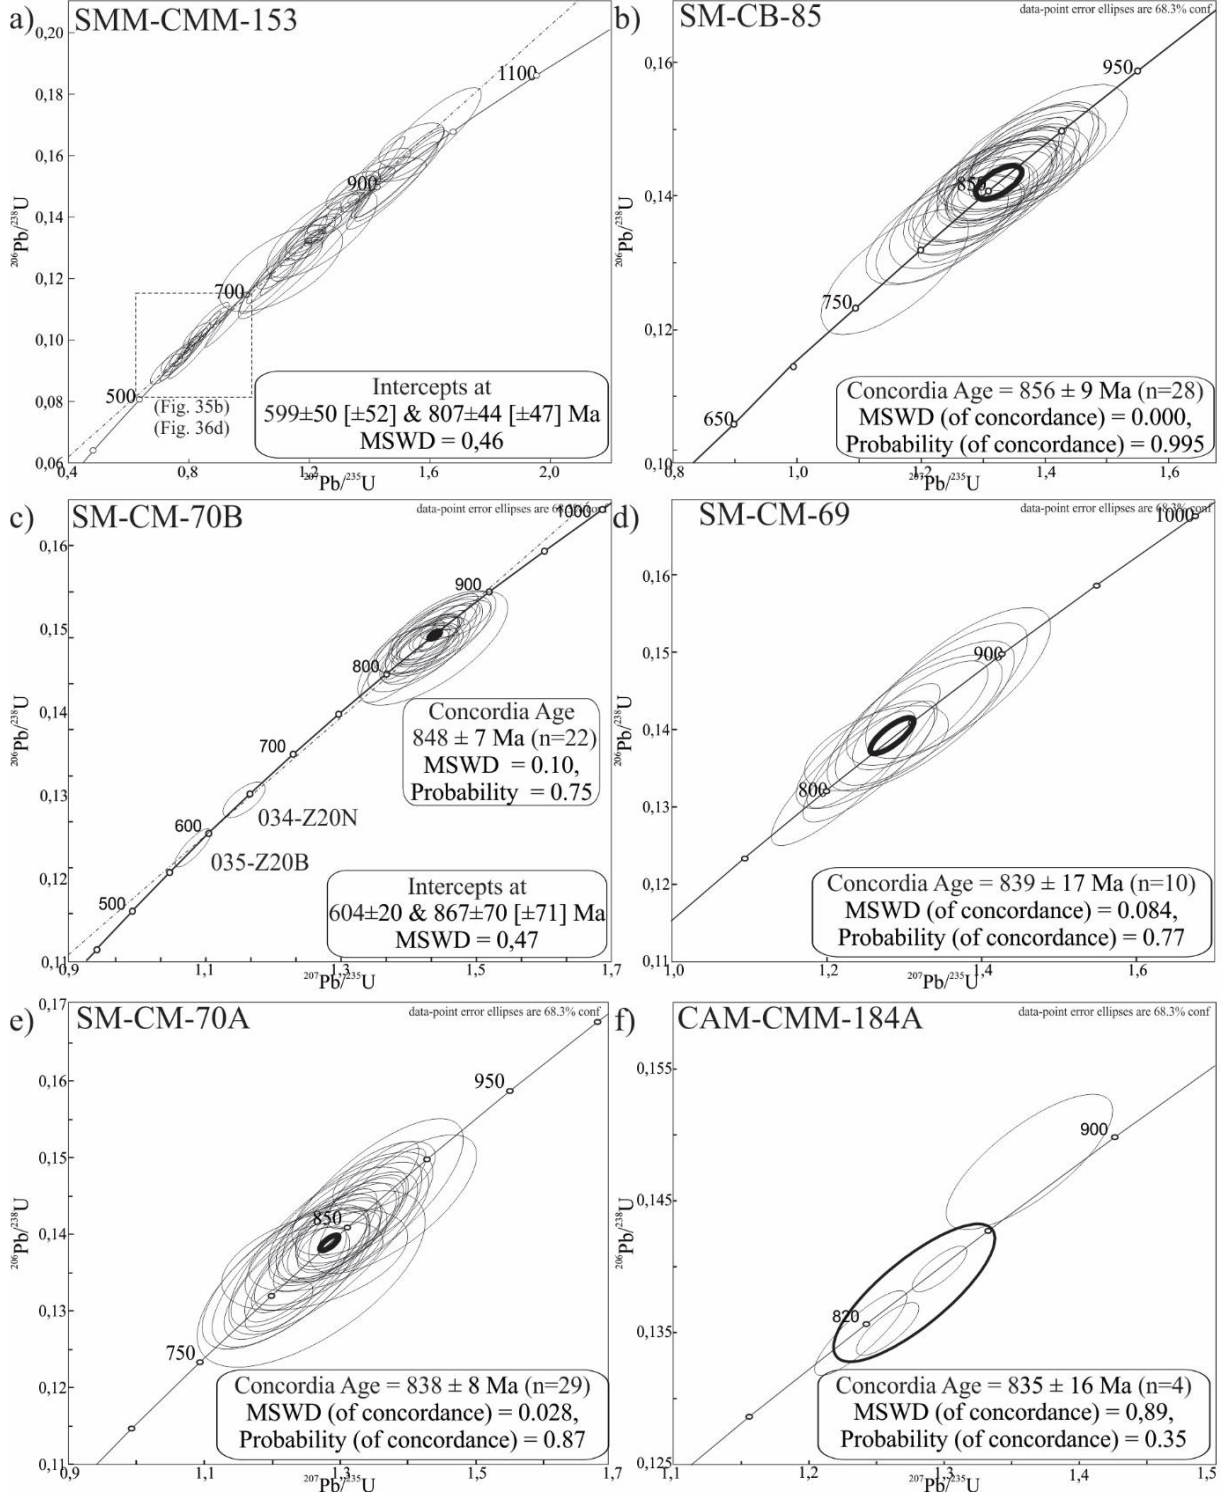 a) SMM-CMM-153
0,20
0,18
0,16
0,14
0,12
0,10
0,08
0,06
²⁰⁶Pb/²³⁸U
1100
900
700
500
(Fig. 35b)
(Fig. 36d)
Intercepts at
599±50 [±52] & 807±44 [±47] Ma
MSWD = 0,46
0,4 0,8 1,2 1,6 2,0
²⁰⁷Pb/²³⁵U
b) SM-CB-85
data-point error ellipses are 68.3% conf
0,16
0,14
0,12
0,10
²⁰⁶Pb/²³⁸U
950
850
750
650
Concordia Age = 856 ± 9 Ma (n=28)
MSWD (of concordance) = 0.000,
Probability (of concordance) = 0.995
0,8 1,0 1,2 1,4 1,6
²⁰⁷Pb/²³⁵U
c) SM-CM-70B
data-point error ellipses are 68.3% conf
0,16
0,15
0,14
0,13
0,12
0,11
²⁰⁶Pb/²³⁸U
1000
900
800
700
600
500
Concordia Age
848 ± 7 Ma (n=22)
MSWD = 0.10,
Probability = 0.75
034-Z20N
035-Z20B
Intercepts at
604±20 & 867±70 [±71] Ma
MSWD = 0,47
0,9 1,1 1,3 1,5 1,7
²⁰⁷Pb/²³⁵U
d) SM-CM-69
data-point error ellipses are 68.3% conf
0,16
0,15
0,14
0,13
0,12
0,11
²⁰⁶Pb/²³⁸U
1000
900
800
Concordia Age = 839 ± 17 Ma (n=10)
MSWD (of concordance) = 0.084,
Probability (of concordance) = 0.77
1,0 1,2 1,4 1,6
²⁰⁷Pb/²³⁵U
e) SM-CM-70A
data-point error ellipses are 68.3% conf
0,17
0,16
0,15
0,14
0,13
0,12
0,11
²⁰⁶Pb/²³⁸U
950
850
750
Concordia Age = 838 ± 8 Ma (n=29)
MSWD (of concordance) = 0.028,
Probability (of concordance) = 0.87
0,9 1,1 1,3 1,5 1,7
²⁰⁷Pb/²³⁵U
f) CAM-CMM-184A
data-point error ellipses are 68.3% conf
0,155
0,145
0,135
0,125
²⁰⁶Pb/²³⁸U
900
820
Concordia Age = 835 ± 16 Ma (n=4)
MSWD (of concordance) = 0,89,
Probability (of concordance) = 0.35
1,1 1,2 1,3 1,4 1,5
²⁰⁷Pb/²³⁵U